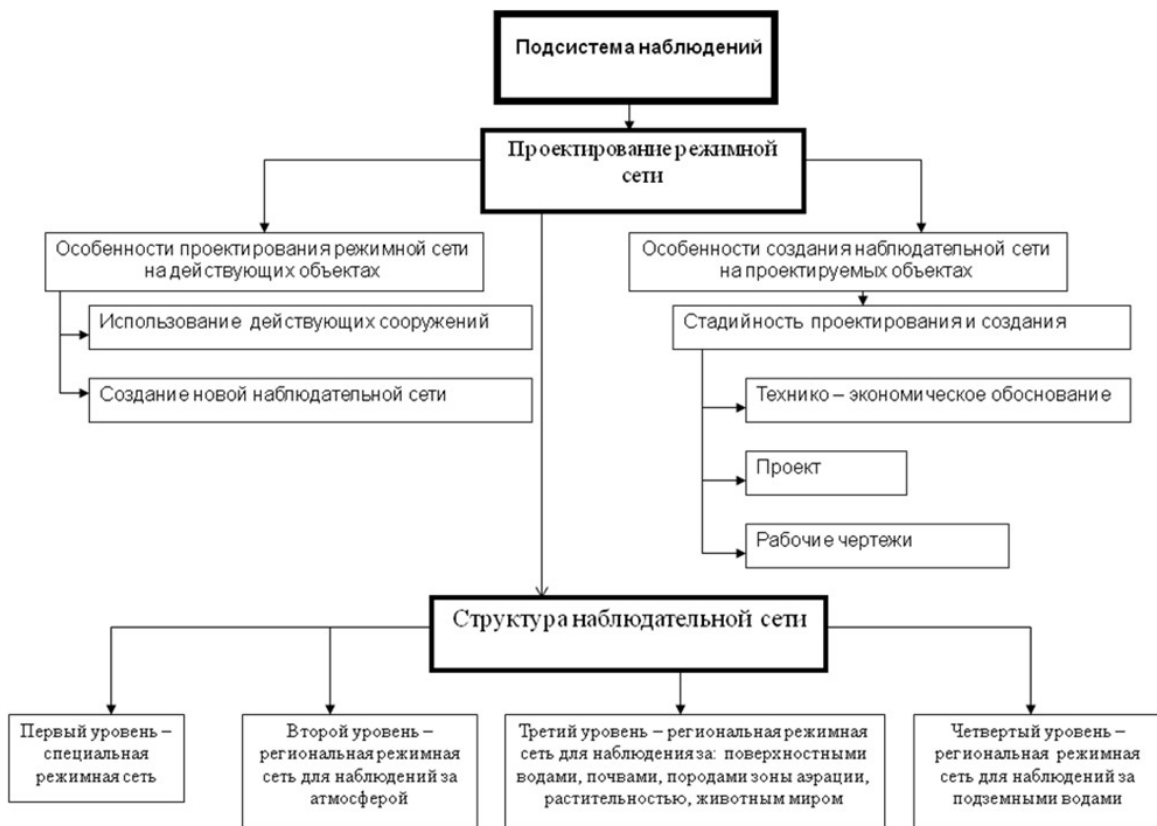 Подсистема наблюдений
Проектирование режимной
сети
Особенности проектирования режимной сети
на действующих объектах
Использование действующих сооружений
Создание новой наблюдательной сети
Особенности создания наблюдательной сети
на проектируемых объектах
Стадийность проектирования и создания
Технико – экономическое обоснование
Проект
Рабочие чертежи
Структура наблюдательной сети
Первый уровень –
специальная
режимная сеть
Второй уровень –
региональная режимная
сеть для наблюдений за
атмосферой
Третий уровень – региональная режимная
сеть для наблюдения за: поверхностными
водами, почвами, породами зоны аэрации,
растительностью, животным миром
Четвертый уровень –
региональная режимная
сеть для наблюдений за
подземными водами